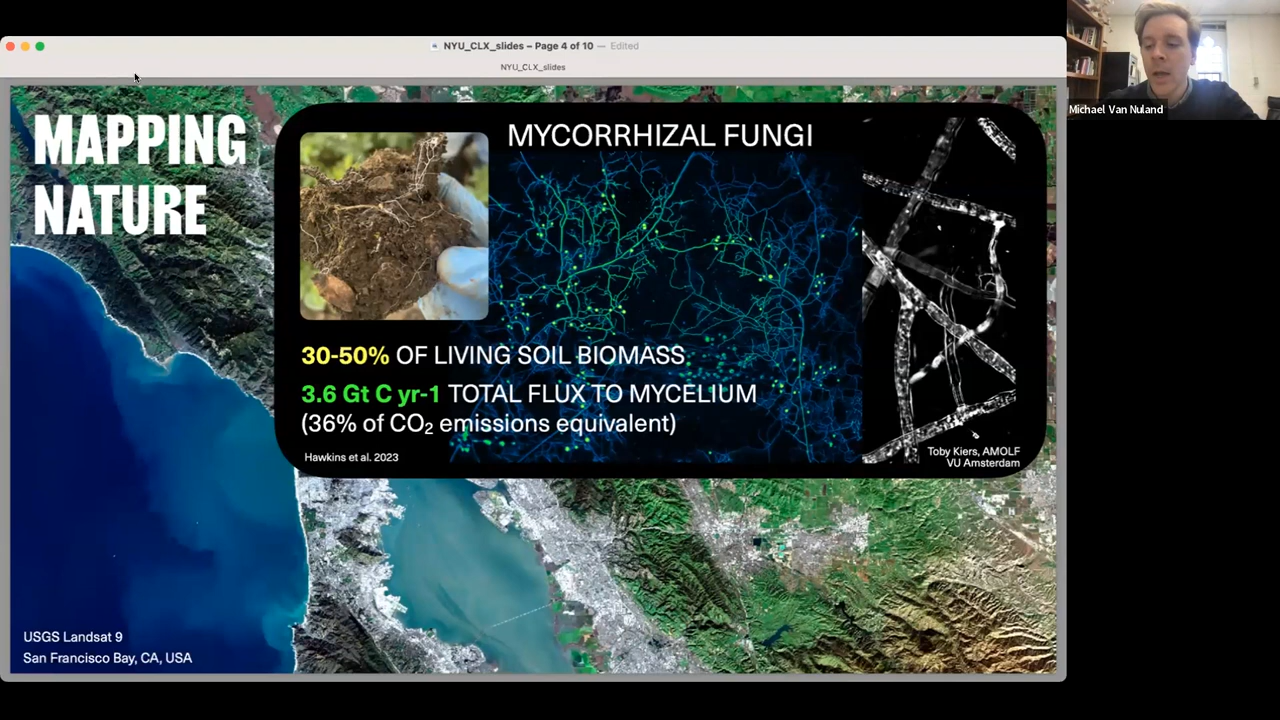 NYU_CLX_slides – Page 4 of 10 — Edited
NYU_CLX_slides
Michael Van Nuland
MAPPING
NATURE
MYCORRHIZAL FUNGI
30-50% OF LIVING SOIL BIOMASS
3.6 Gt C yr-1 TOTAL FLUX TO MYCELIUM
(36% of CO₂ emissions equivalent)
Hawkins et al. 2023
Toby Kiers, AMOLF
VU Amsterdam
USGS Landsat 9
San Francisco Bay, CA, USA